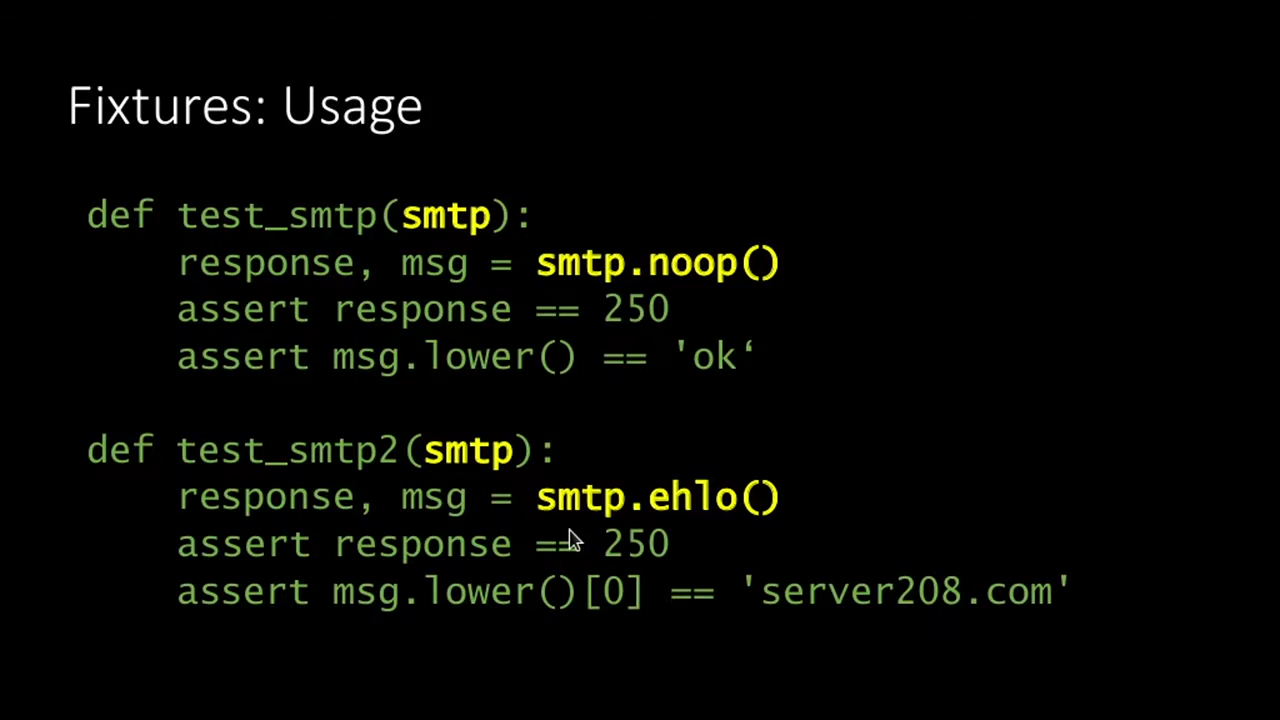 Fixtures: Usage
def test_smtp(smtp):
response, msg = smtp.noop()
assert response == 250
assert msg.lower() == 'ok‘
def test_smtp2(smtp):
response, msg = smtp.ehlo()
assert response == 250
assert msg.lower()[0] == 'server208.com'